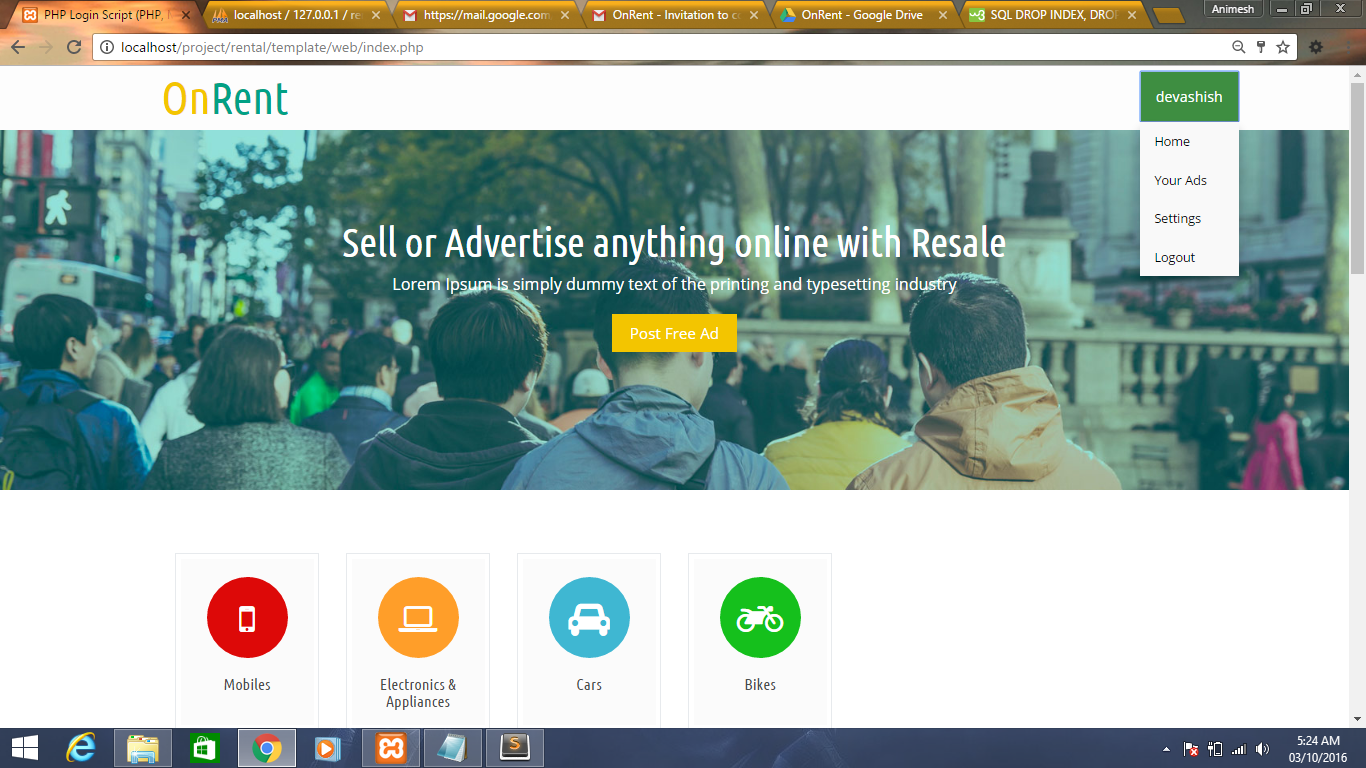 PHP Login Script (PHP, 
localhost / 127.0.0.1 / re
https://mail.google.com
OnRent - Invitation to c
OnRent - Google Drive
SQL DROP INDEX, DROP
Animesh
localhost/project/rental/template/web/index.php
OnRent
devashish
Home
Your Ads
Settings
Logout
Sell or Advertise anything online with Resale
Lorem Ipsum is simply dummy text of the printing and typesetting industry
Post Free Ad
Mobiles
Electronics &
Appliances
Cars
Bikes
5:24 AM
03/10/2016